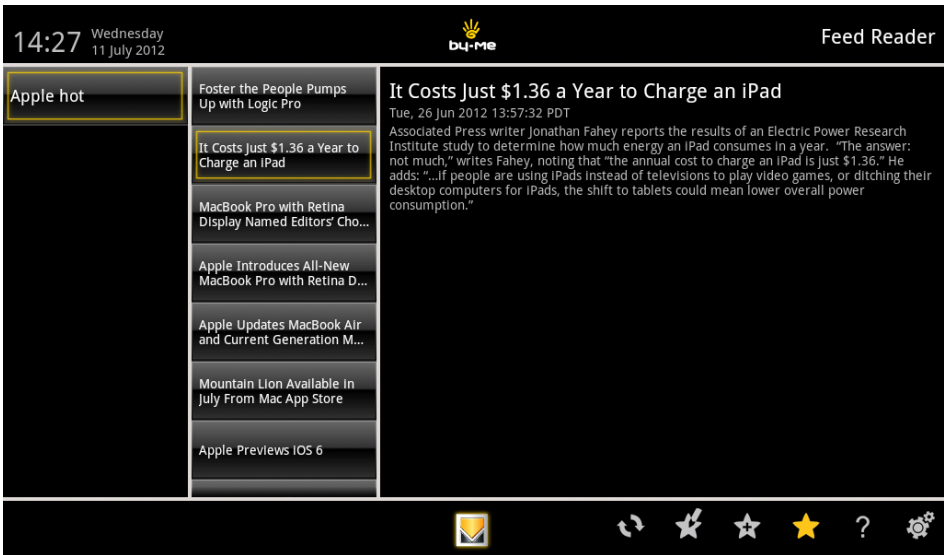 14:27
Wednesday
11 July 2012
by-me
Feed Reader
Apple hot
Foster the People Pumps
Up with Logic Pro
It Costs Just $1.36 a Year to
Charge an iPad
MacBook Pro with Retina
Display Named Editors’ Cho...
Apple Introduces All-New
MacBook Pro with Retina D...
Apple Updates MacBook Air
and Current Generation M...
Mountain Lion Available in
July From Mac App Store
Apple Previews iOS 6
It Costs Just $1.36 a Year to Charge an iPad
Tue, 26 Jun 2012 13:57:32 PDT
Associated Press writer Jonathan Fahey reports the results of an Electric Power Research
Institute study to determine how much energy an iPad consumes in a year.  “The answer:
not much,” writes Fahey, noting that “the annual cost to charge an iPad is just $1.36.” He
adds: “...if people are using iPads instead of televisions to play video games, or ditching their
desktop computers for iPads, the shift to tablets could mean lower overall power
consumption.”
?